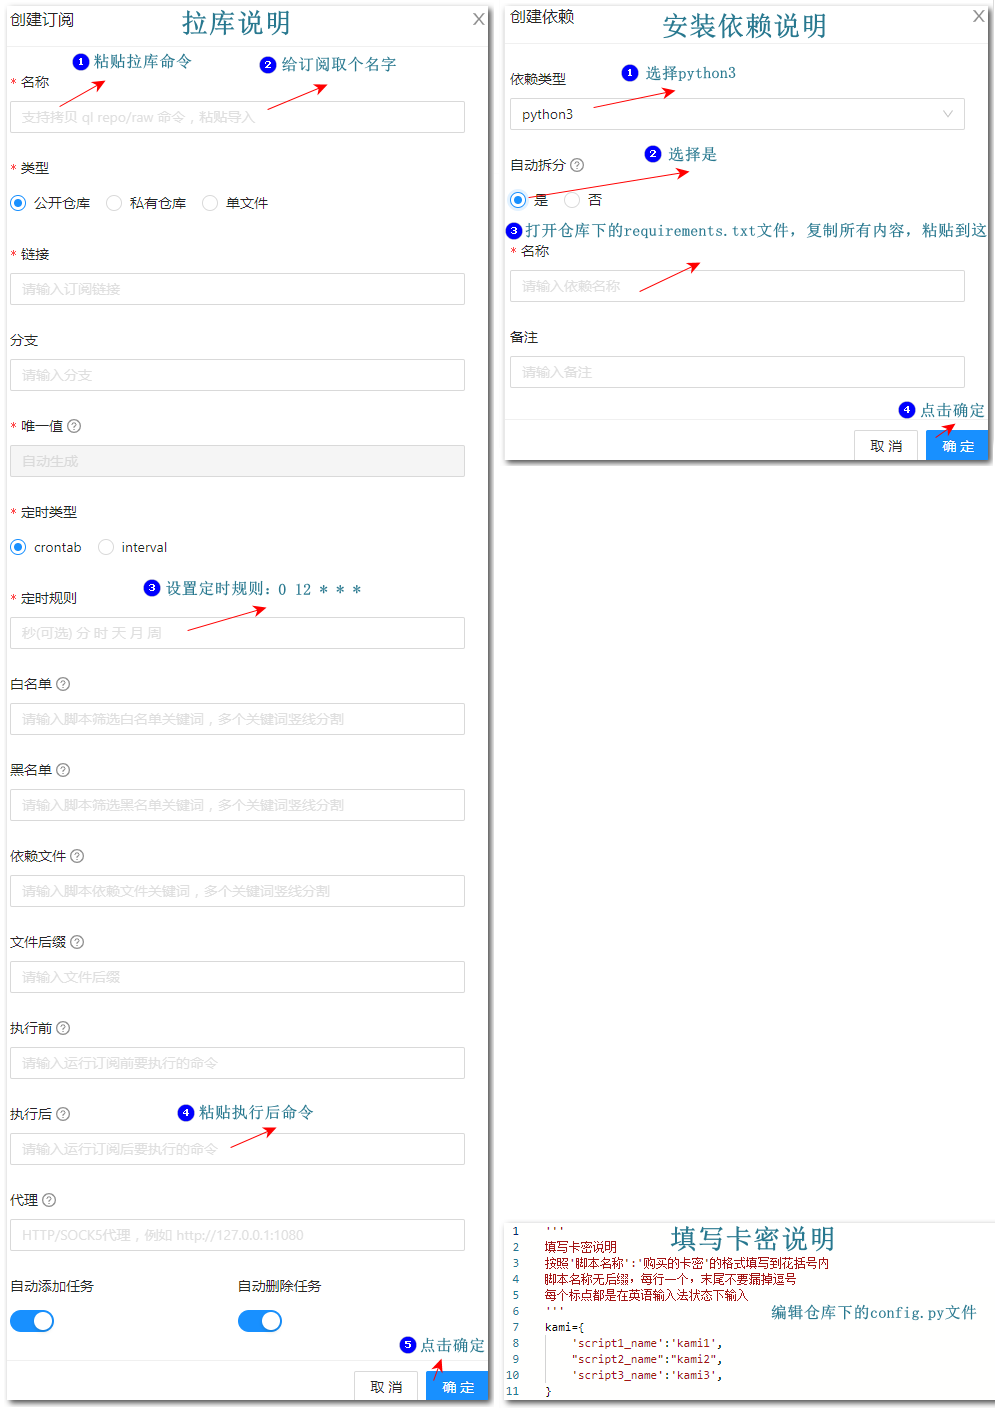 创建订阅
拉库说明
1 粘贴拉库命令
2 给订阅取个名字
* 名称
支持拷贝 ql repo/raw 命令，粘贴导入
* 类型
公开仓库 私有仓库 单文件
* 链接
请输入订阅链接
分支
请输入分支
* 唯一值
自动生成
* 定时类型
crontab interval
3 设置定时规则：0 12 * * *
* 定时规则
秒(可选) 分 时 天 月 周
白名单
请输入脚本筛选白名单关键词，多个关键词竖线分割
黑名单
请输入脚本筛选黑名单关键词，多个关键词竖线分割
依赖文件
请输入脚本依赖文件关键词，多个关键词竖线分割
文件后缀
请输入文件后缀
执行前
请输入运行订阅前要执行的命令
执行后
4 粘贴执行后命令
请输入运行订阅后要执行的命令
代理
HTTP/SOCK5代理，例如 http://127.0.0.1:1080
自动添加任务 自动删除任务
5 点击确定
取 消 确 定
创建依赖
安装依赖说明
依赖类型
1 选择python3
python3
自动拆分
2 选择是
是 否
3 打开仓库下的requirements.txt文件，复制所有内容，粘贴到这
* 名称
请输入依赖名称
备注
请输入备注
4 点击确定
取 消 确 定
填写卡密说明
1 '''
2 填写卡密说明
3 按照'脚本名称':'购买的卡密'的格式填写到花括号内
4 脚本名称无后缀，每行一个，末尾不要漏掉逗号
5 每个标点都是在英语输入法状态下输入
6 '''
编辑仓库下的config.py文件
7 kami={
8 'script1_name':'kami1',
9 "script2_name":"kami2",
10 'script3_name':'kami3',
11 }